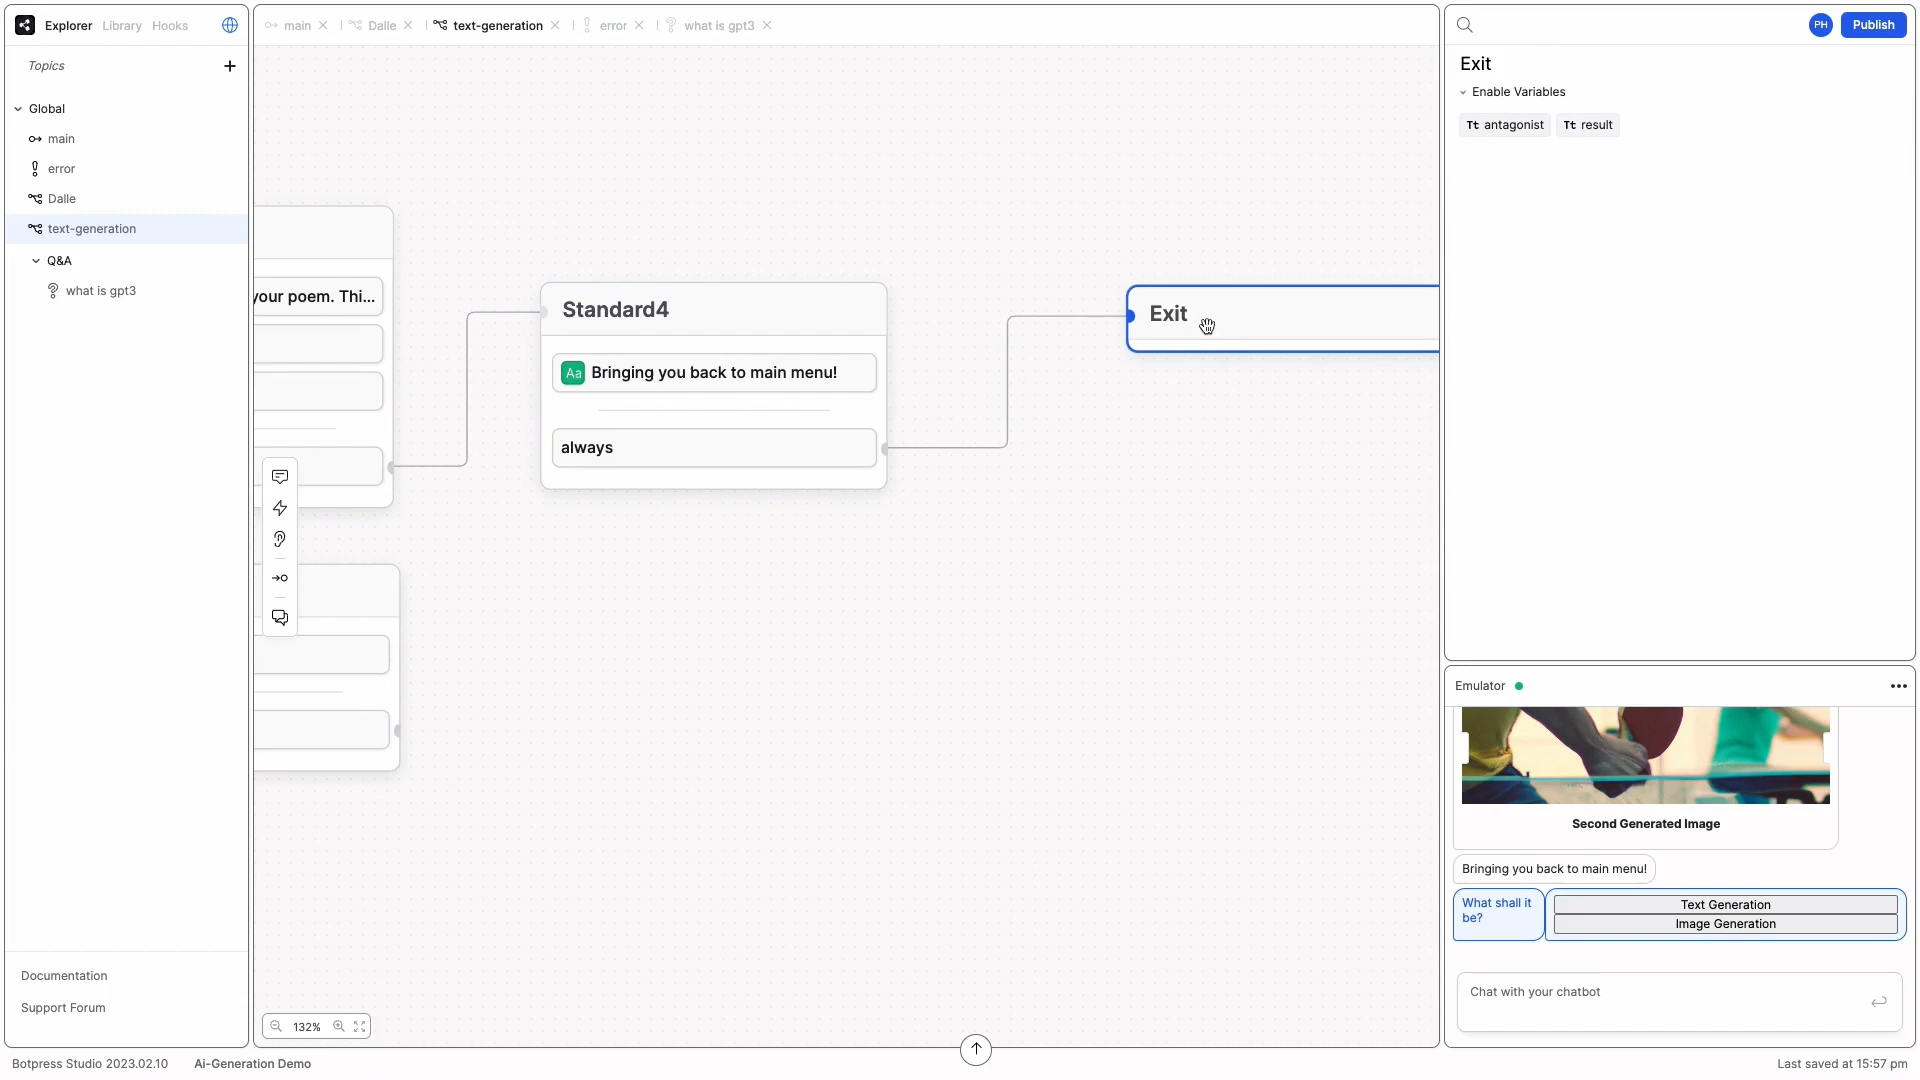 Explorer Library Hooks
main
Dalle
text-generation
error
what is gpt3
PH
Publish
Topics
Global
main
error
Dalle
text-generation
Q&A
what is gpt3
Documentation
Support Forum
your poem. Thi...
Standard4
Aa Bringing you back to main menu!
always
Exit
132%
Exit
Enable Variables
Tt antagonist Tt result
Emulator
Second Generated Image
Bringing you back to main menu!
What shall it
be?
Text Generation
Image Generation
Chat with your chatbot
Botpress Studio 2023.02.10 Ai-Generation Demo
Last saved at 15:57 pm